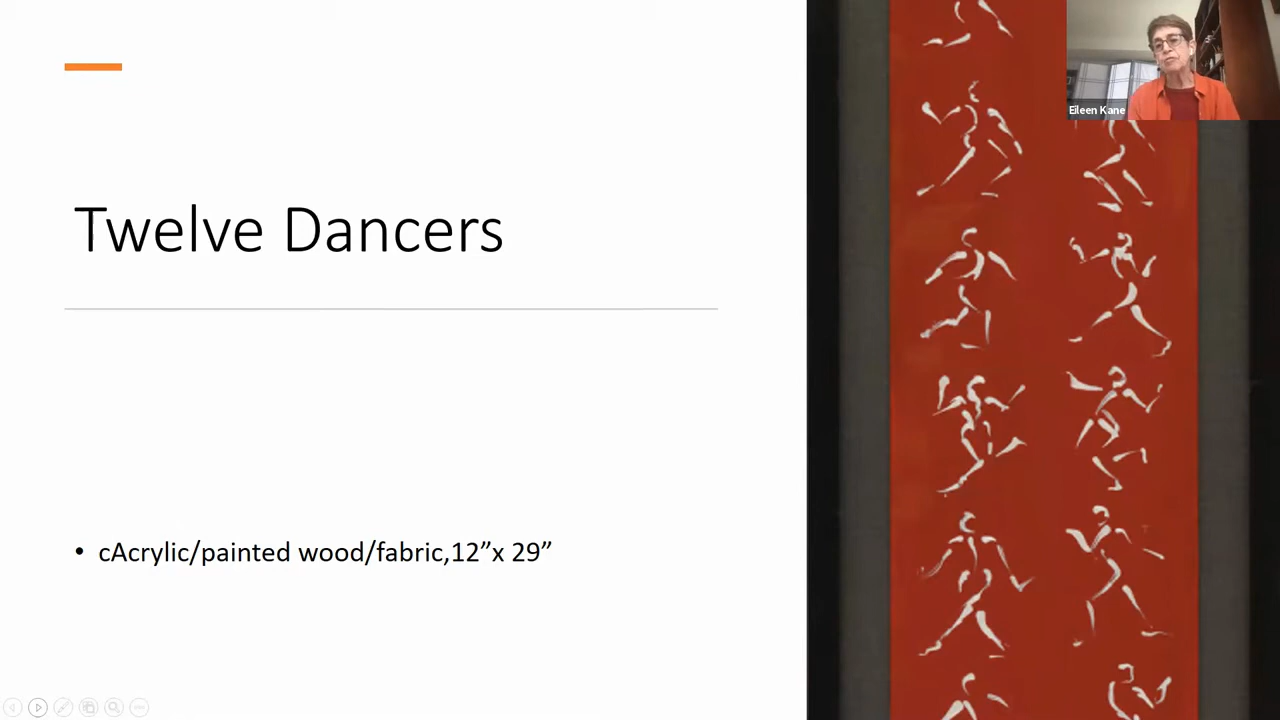 Eileen Kane
Twelve Dancers
• cAcrylic/painted wood/fabric,12”x 29”